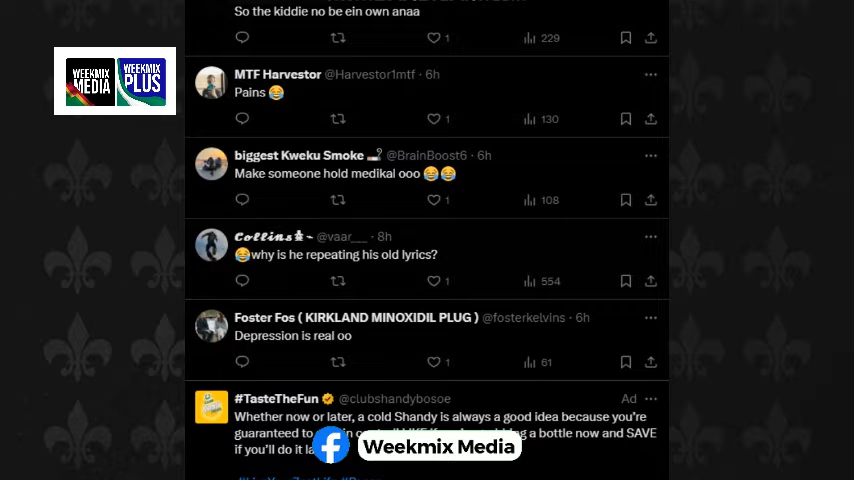 So the kiddie no be ein own anaa
1 229
WEEKMIX
MEDIA
WEEKMIX
PLUS
MTF Harvestor @Harvestor1mtf · 6h
Pains 😂
1 130
biggest Kweku Smoke 🚬 @BrainBoost6 · 6h
Make someone hold medikal ooo 😂😂
1 108
𝓒𝓸𝓵𝓵𝓲𝓷𝓼 ~ @vaar___ · 8h
😂why is he repeating his old lyrics?
1 554
Foster Fos ( KIRKLAND MINOXIDIL PLUG ) @fosterkelvins · 6h
Depression is real oo
1 61
#TasteTheFun @clubshandybosoe Ad
Whether now or later, a cold Shandy is always a good idea because you're
guaranteed to a bottle now and SAVE
if you'll do it
Weekmix Media